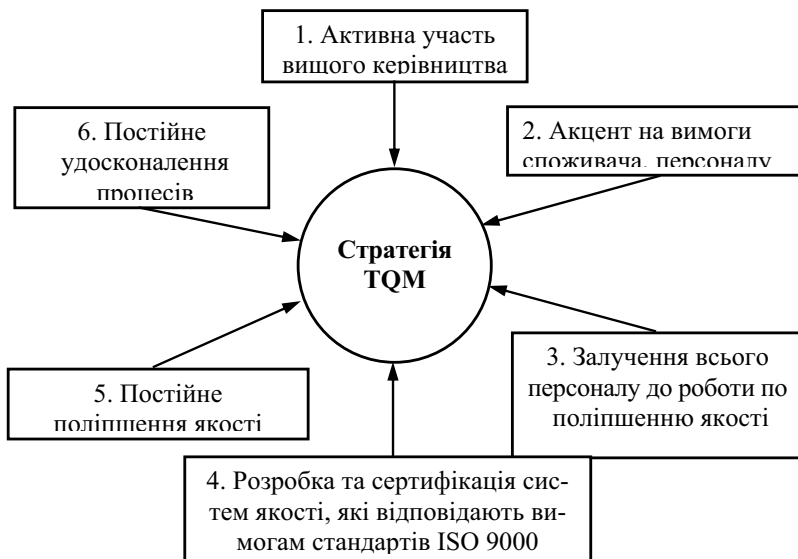 1. Активна участь
вищого керівництва
2. Акцент на вимоги
споживача, персоналу
3. Залучення всього
персоналу до роботи по
поліпшенню якості
4. Розробка та сертифікація сис-
тем якості, які відповідають ви-
могам стандартів ISO 9000
5. Постійне
поліпшення якості
6. Постійне
удосконалення
процесів
Стратегія
TQM